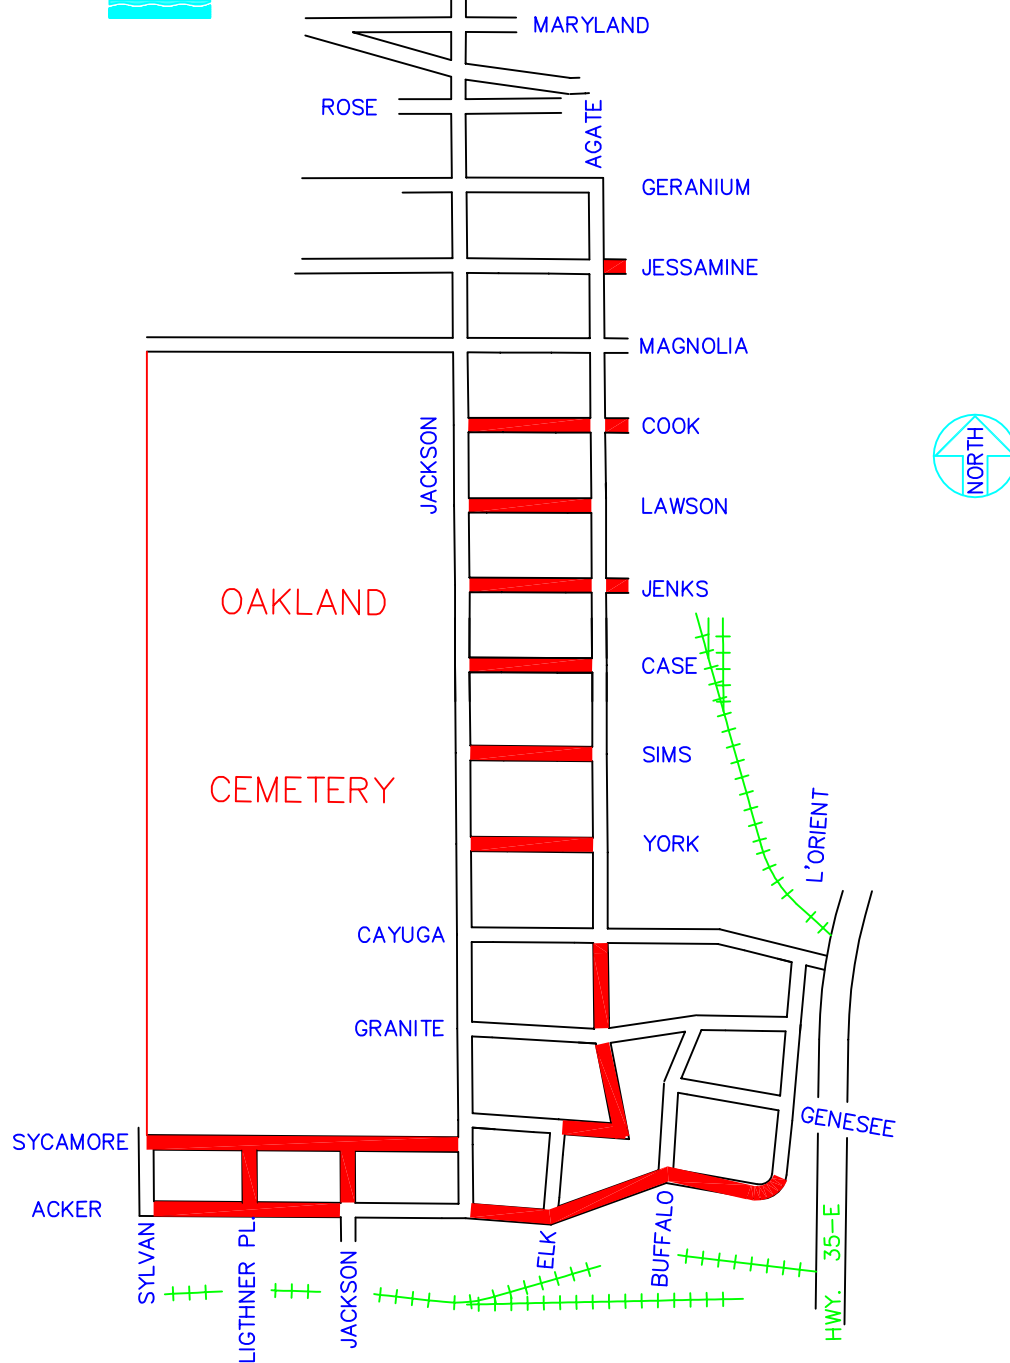 MARYLAND
ROSE
AGATE
GERANIUM
JESSAMINE
MAGNOLIA
JACKSON
COOK
NORTH
LAWSON
OAKLAND
JENKS
CASE
SIMS
CEMETERY
L'ORIENT
YORK
CAYUGA
GRANITE
GENESEE
SYCAMORE
ACKER
SYLVAN
LIGTHNER PL.
JACKSON
ELK
BUFFALO
HWY. 35-E